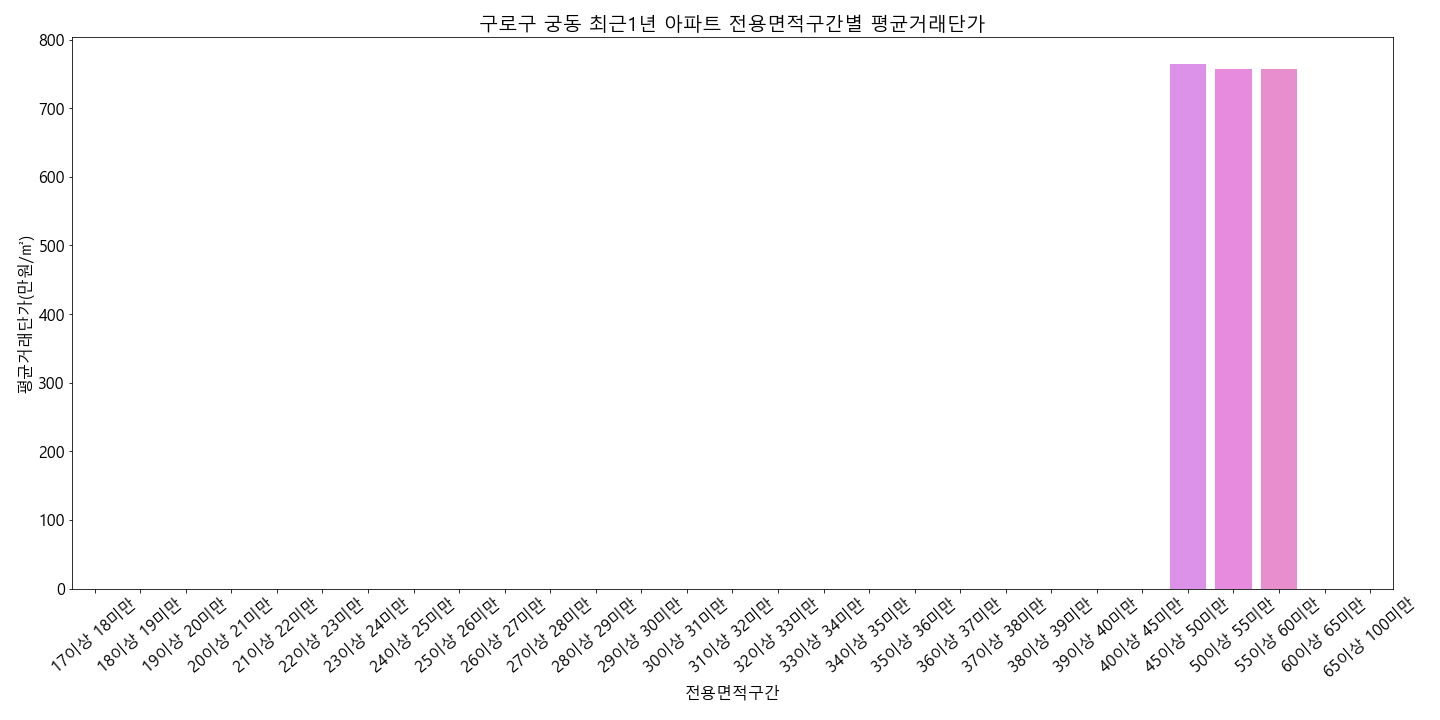 구로구 궁동 최근1년 아파트 전용면적구간별 평균거래단가
800
700
600
500
400
300
200
100
0
평균거래단가(만원/㎡)
17이상 18미만
18이상 19미만
19이상 20미만
20이상 21미만
21이상 22미만
22이상 23미만
23이상 24미만
24이상 25미만
25이상 26미만
26이상 27미만
27이상 28미만
28이상 29미만
29이상 30미만
30이상 31미만
31이상 32미만
32이상 33미만
33이상 34미만
34이상 35미만
35이상 36미만
36이상 37미만
37이상 38미만
38이상 39미만
39이상 40미만
40이상 45미만
45이상 50미만
50이상 55미만
55이상 60미만
60이상 65미만
65이상 100미만
전용면적구간